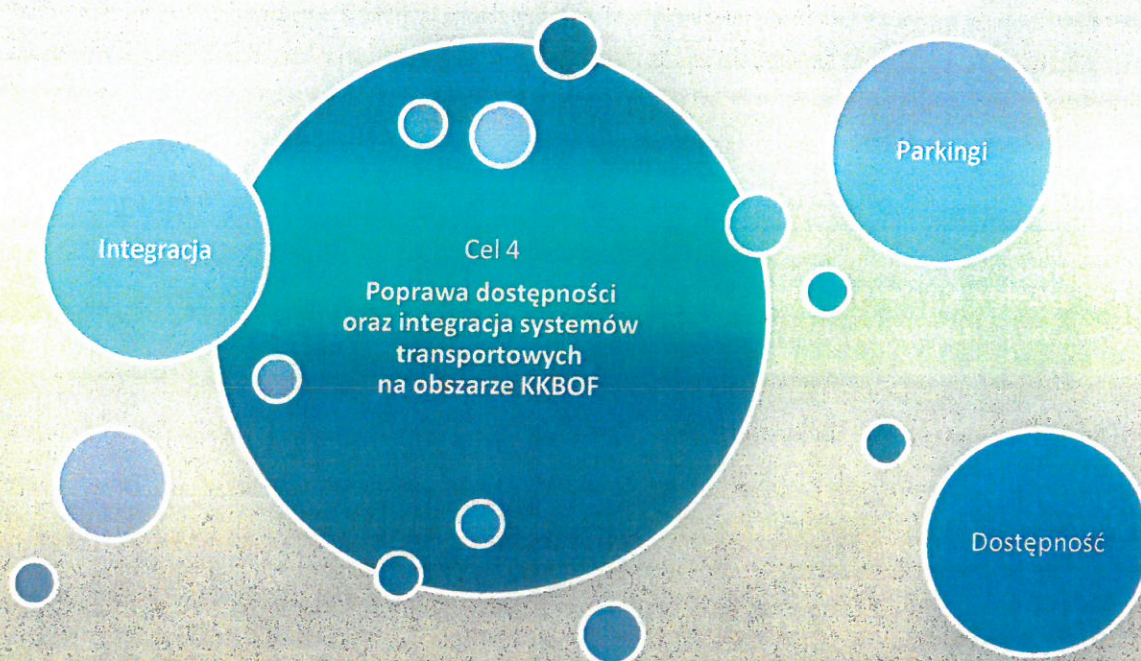 Parkingi
Integracja
Cel 4
Poprawa dostępności
oraz integracja systemów
transportowych
na obszarze KKBOF
Dostępność